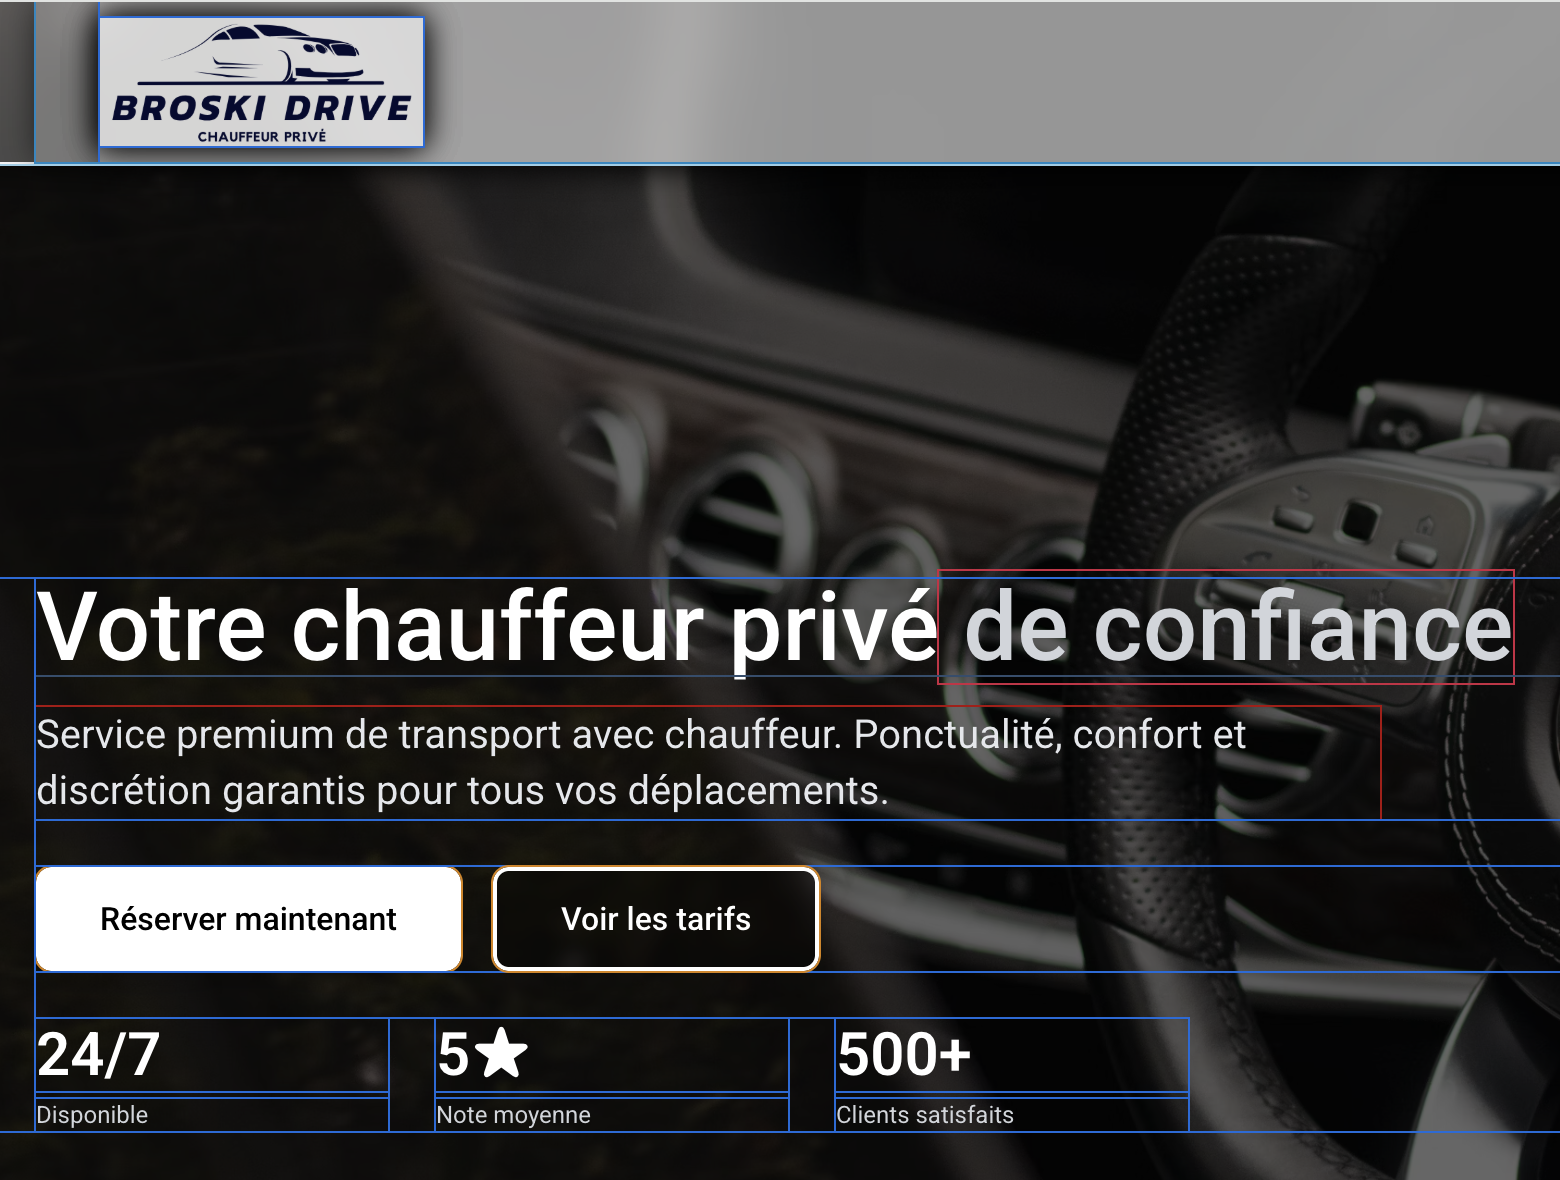 BROSKI DRIVE
CHAUFFEUR PRIVÉ
Votre chauffeur privé de confiance
Service premium de transport avec chauffeur. Ponctualité, confort et
discrétion garantis pour tous vos déplacements.
Réserver maintenant
Voir les tarifs
24/7
Disponible
5★
Note moyenne
500+
Clients satisfaits